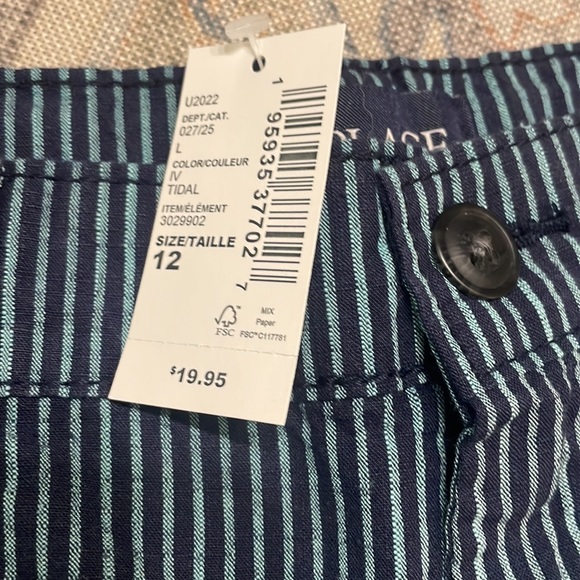 U2022
DEPT./CAT.
027/25
L
COLOR/COULEUR
IV
TIDAL
ITEM/ÉLÉMENT
3029902
SIZE/TAILLE
12
1 95935 37702 7
MIX
Paper
FSC
FSC® C117781
$19.95
PLACE